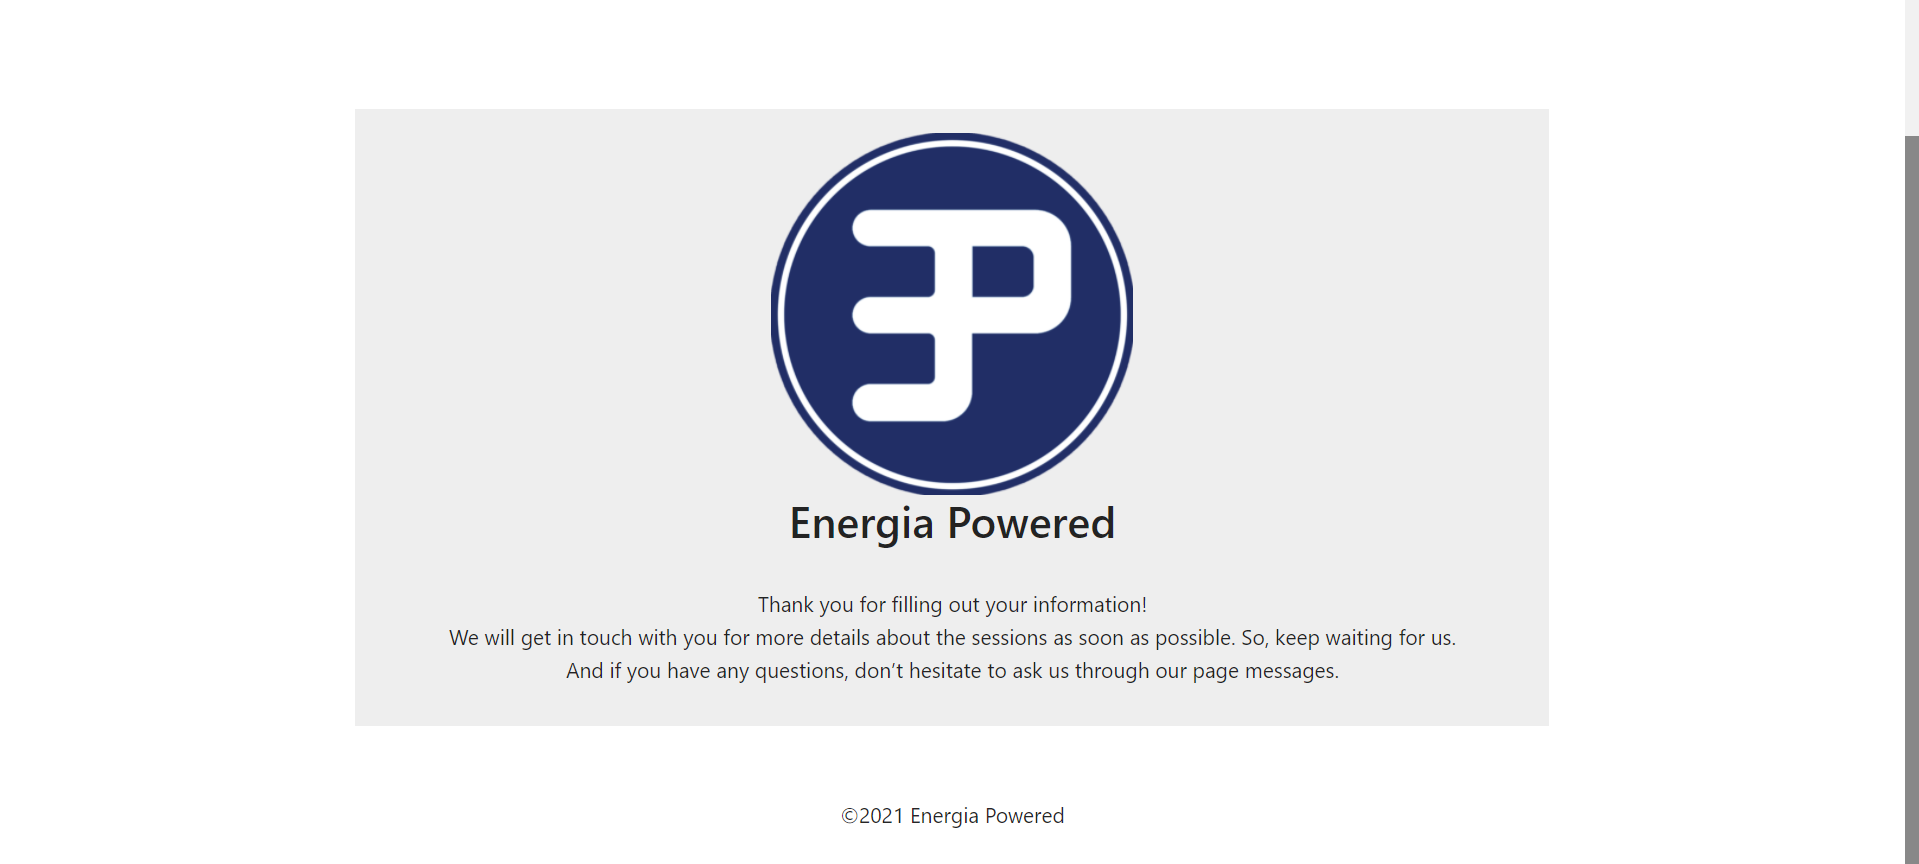 EP
Energia Powered
Thank you for filling out your information!
We will get in touch with you for more details about the sessions as soon as possible. So, keep waiting for us.
And if you have any questions, don’t hesitate to ask us through our page messages.
©2021 Energia Powered